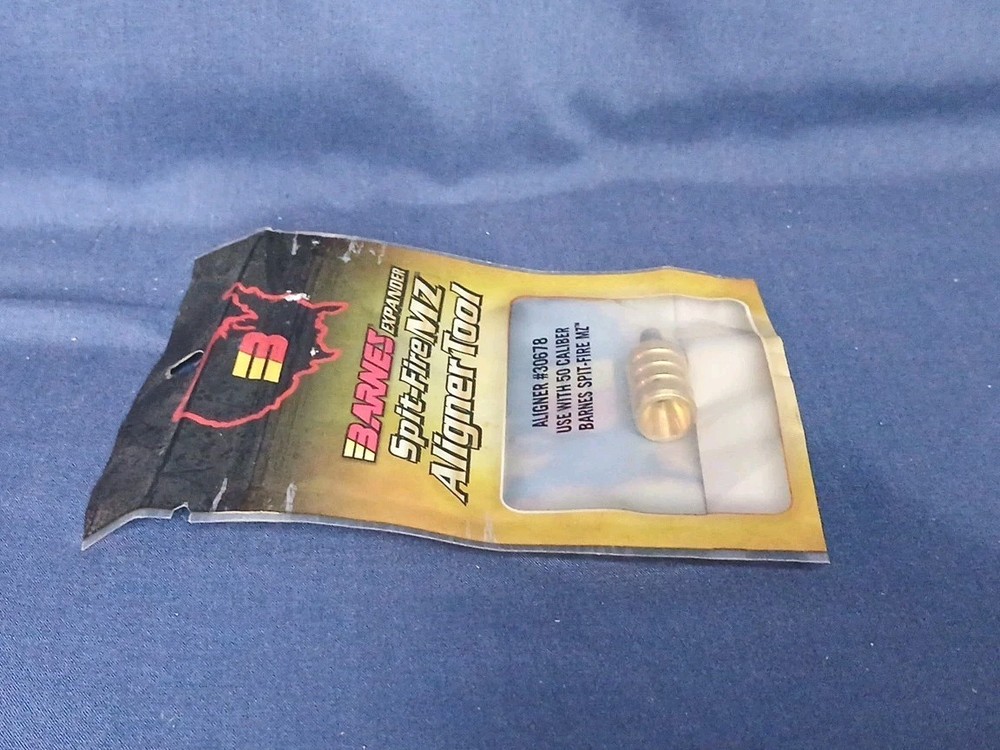 B
BARNES EXPANDER
Spit-Fire MZ
Aligner Tool
ALIGNER #30678
USE WITH 50 CALIBER
BARNES SPIT-FIRE MZ™